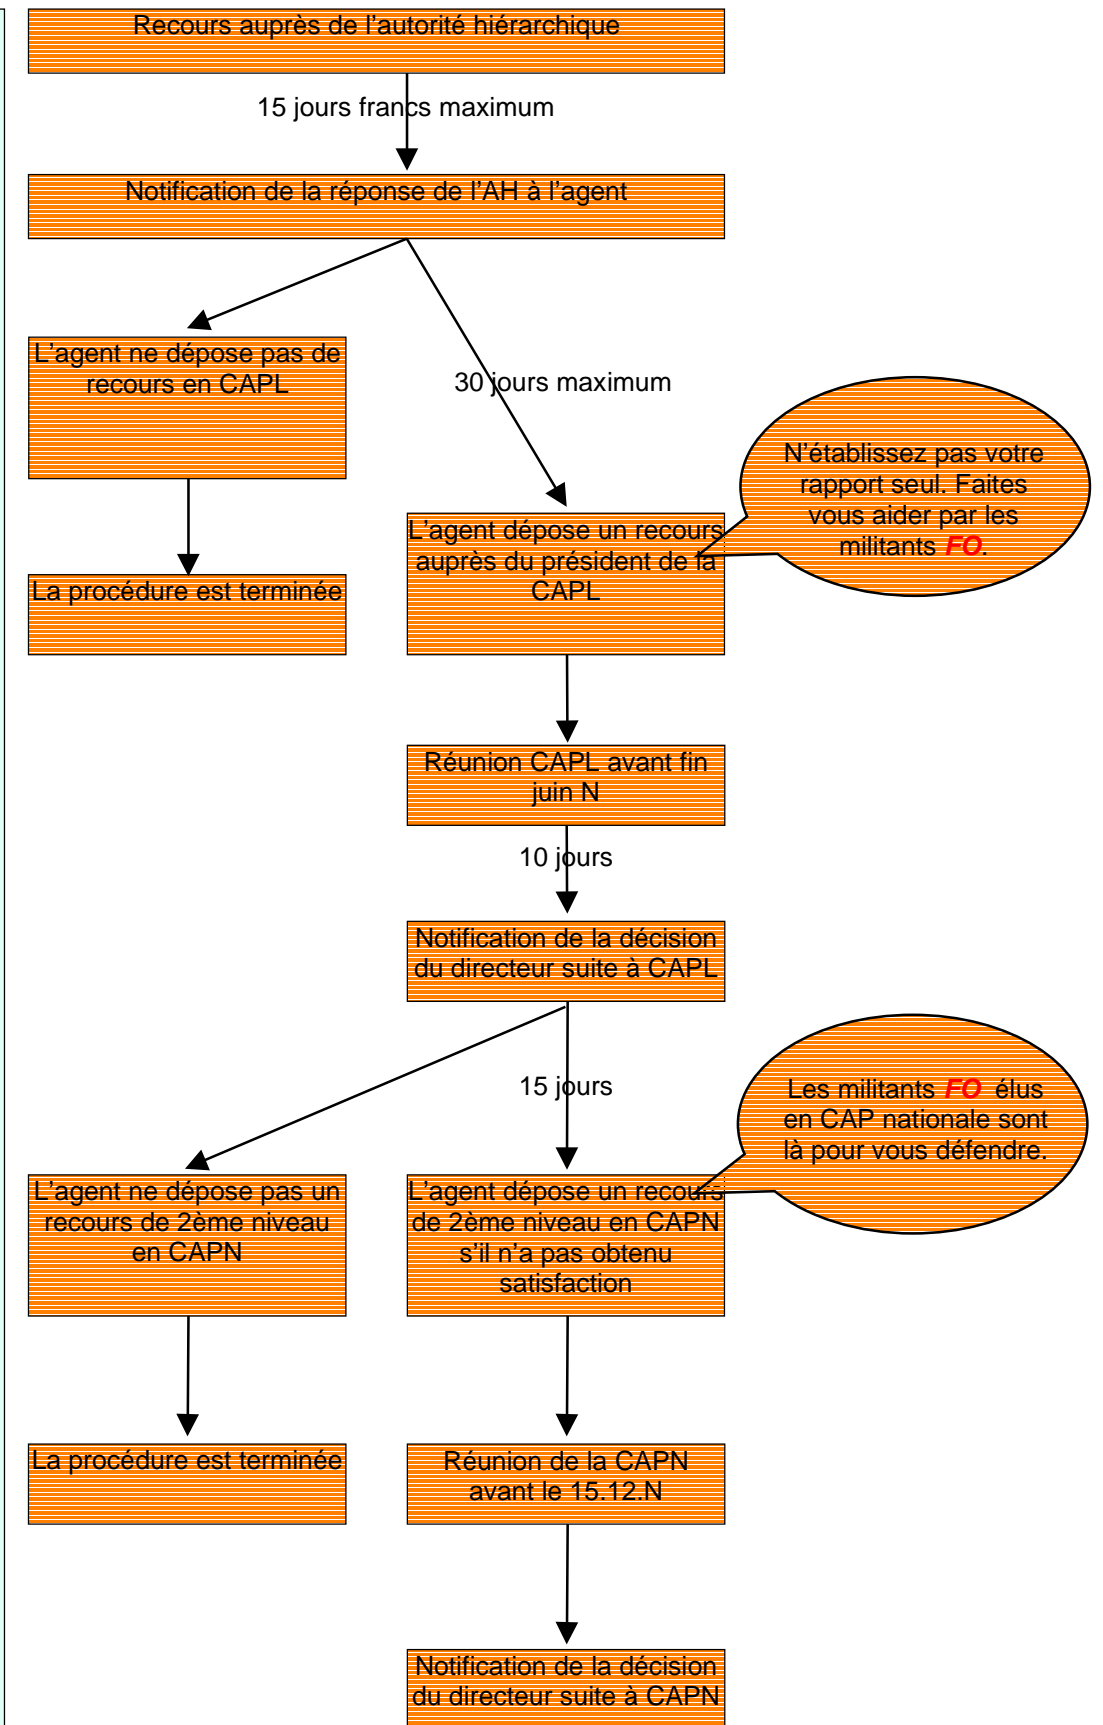 Recours auprès de l'autorité hiérarchique
15 jours francs maximum
Notification de la réponse de l'AH à l'agent
L'agent ne dépose pas de
recours en CAPL
30 jours maximum
N'établissez pas votre
rapport seul. Faites
vous aider par les
militants FO.
L'agent dépose un recours
auprès du président de la
CAPL
La procédure est terminée
Réunion CAPL avant fin
juin N
10 jours
Notification de la décision
du directeur suite à CAPL
15 jours
Les militants FO élus
en CAP nationale sont
là pour vous défendre.
L'agent ne dépose pas un
recours de 2ème niveau
en CAPN
L'agent dépose un recours
de 2ème niveau en CAPN
s'il n'a pas obtenu
satisfaction
La procédure est terminée
Réunion de la CAPN
avant le 15.12.N
Notification de la décision
du directeur suite à CAPN